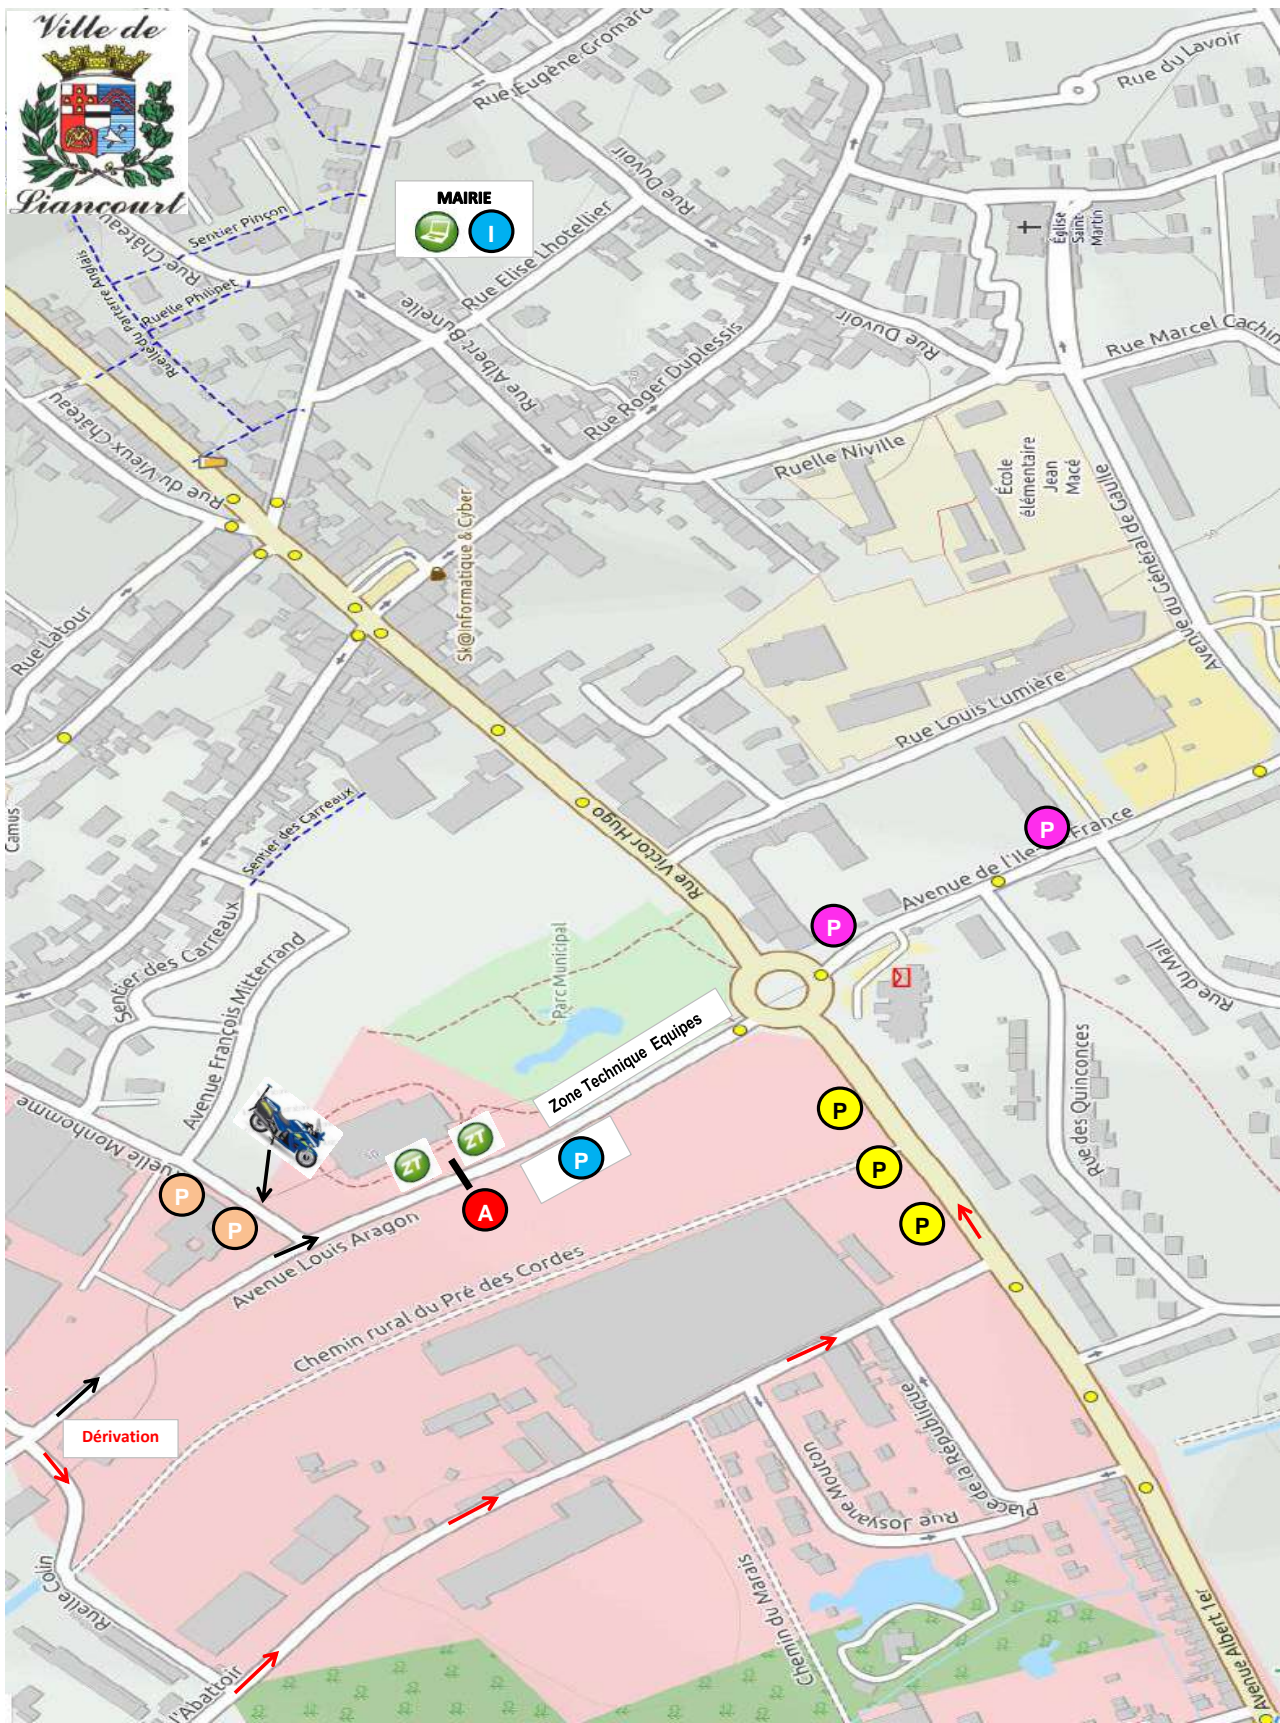 Ville de
Liancourt
Rue Eugène Gromard
Rue du Lavoir
MAIRIE
I
Rue Duvoir
Sentier Pinçon
Rue Château
Ruelle Philipet
Ruelle du Parterre Anglais
Rue Elise Lhotellier
Rue Albert Bunelle
Église
Saint-
Martin
Rue Duvoir
Rue Marcel Cachin
Rue Roger Duplessis
50
Rue du Vieux Château
Ruelle Niville
École
élémentaire
Jean
Macé
Avenue du Général de Gaulle
50
Sk@informatique & Cyber
Rue Latour
Rue Louis Lumière
Camus
Sentier des Carreaux
Rue Victor Hugo
P
Avenue de l'Ile- France
P
Sentier des Carreaux
Avenue François Mitterrand
Parc Municipal
Rue du Mail
Zone Technique Equipes
Rue des Quinconces
Ruelle Monhomme
P
ZT
ZT
50
P
P
P
P
P
P
A
Avenue Louis Aragon
Chemin rural du Pré des Cordes
Dérivation
Place de la République
Rue Josyane Mouton
Ruelle Colin
Chemin du Marais
l'Abattoir
Avenue Albert 1er